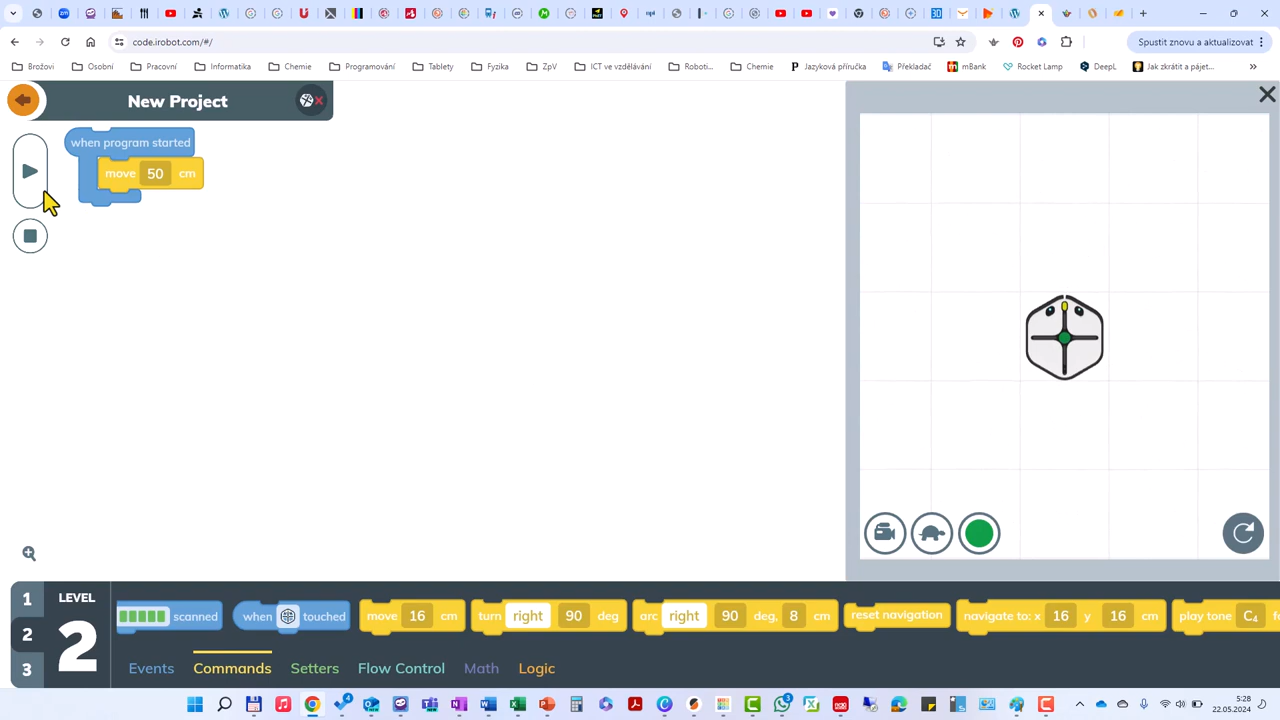 code.irobot.com/#/
Spustit znovu a aktualizovat
Brožovi
Osobní
Pracovní
Informatika
Chemie
Programování
Tablety
Fyzika
ZpV
ICT ve vzdělávání
Roboti...
Chemie
Jazyková příručka
Překladač
mBank
Rocket Lamp
DeepL
Jak zkrátit a pájet...
New Project
when program started
move 50 cm
1
2
3
LEVEL
2
scanned
when touched
move 16 cm
turn right 90 deg
arc right 90 deg, 8 cm
reset navigation
navigate to: x 16 y 16 cm
play tone C4 fo
Events
Commands
Setters
Flow Control
Math
Logic
5:28
22.05.2024